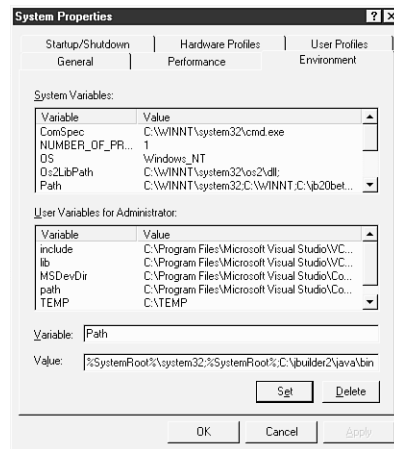 System Properties
Startup/Shutdown Hardware Profiles User Profiles
General Performance Environment
System Variables:
Variable Value
ComSpec C:\WINNT\system32\cmd.exe
NUMBER_OF_PR... 1
OS Windows_NT
Os2LibPath C:\WINNT\system32\os2\dll;
Path C:\WINNT\system32;C:\WINNT;C:\jb20bet...
User Variables for Administrator:
Variable Value
include C:\Program Files\Microsoft Visual Studio\VC...
lib C:\Program Files\Microsoft Visual Studio\VC...
MSDevDir C:\Program Files\Microsoft Visual Studio\Co...
path C:\Program Files\Microsoft Visual Studio\Co...
TEMP C:\TEMP
Variable: Path
Value: %SystemRoot%\system32;%SystemRoot%;C:\jbuilder2\java\bin
Set Delete
OK Cancel Apply